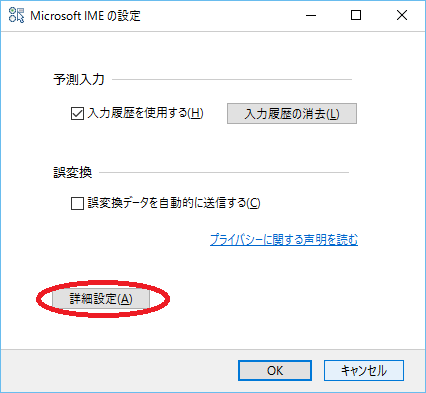 Microsoft IME の設定
予測入力
入力履歴を使用する(H)
入力履歴の消去(L)
誤変換
誤変換データを自動的に送信する(C)
プライバシーに関する声明を読む
詳細設定(A)
OK
キャンセル